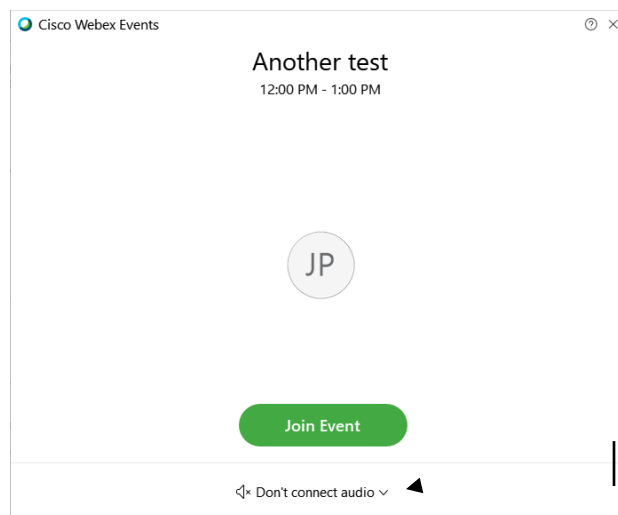 Cisco Webex Events
Another test
12:00 PM - 1:00 PM
JP
Join Event
Don't connect audio